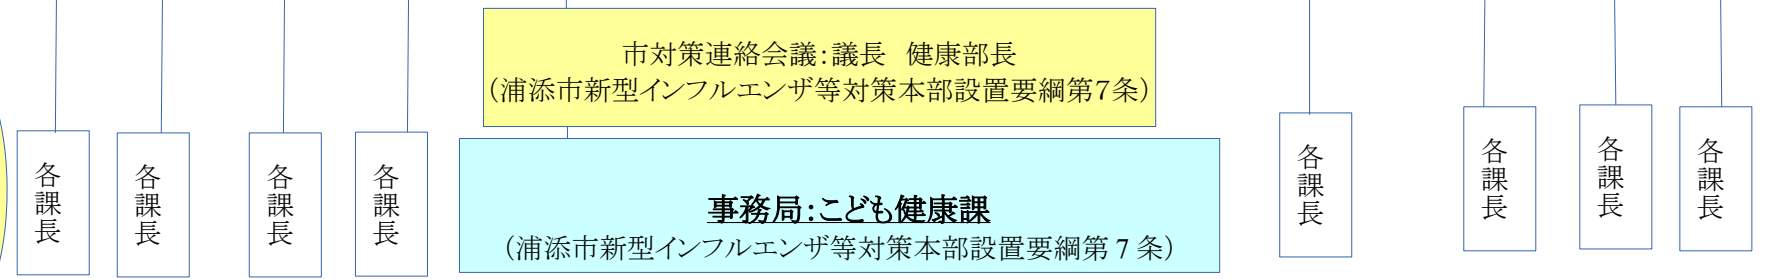 市対策連絡会議：議長　健康部長
（浦添市新型インフルエンザ等対策本部設置要綱第７条）
各課長
各課長
各課長
各課長
事務局：こども健康課
（浦添市新型インフルエンザ等対策本部設置要綱第 7 条）
各課長
各課長
各課長
各課長